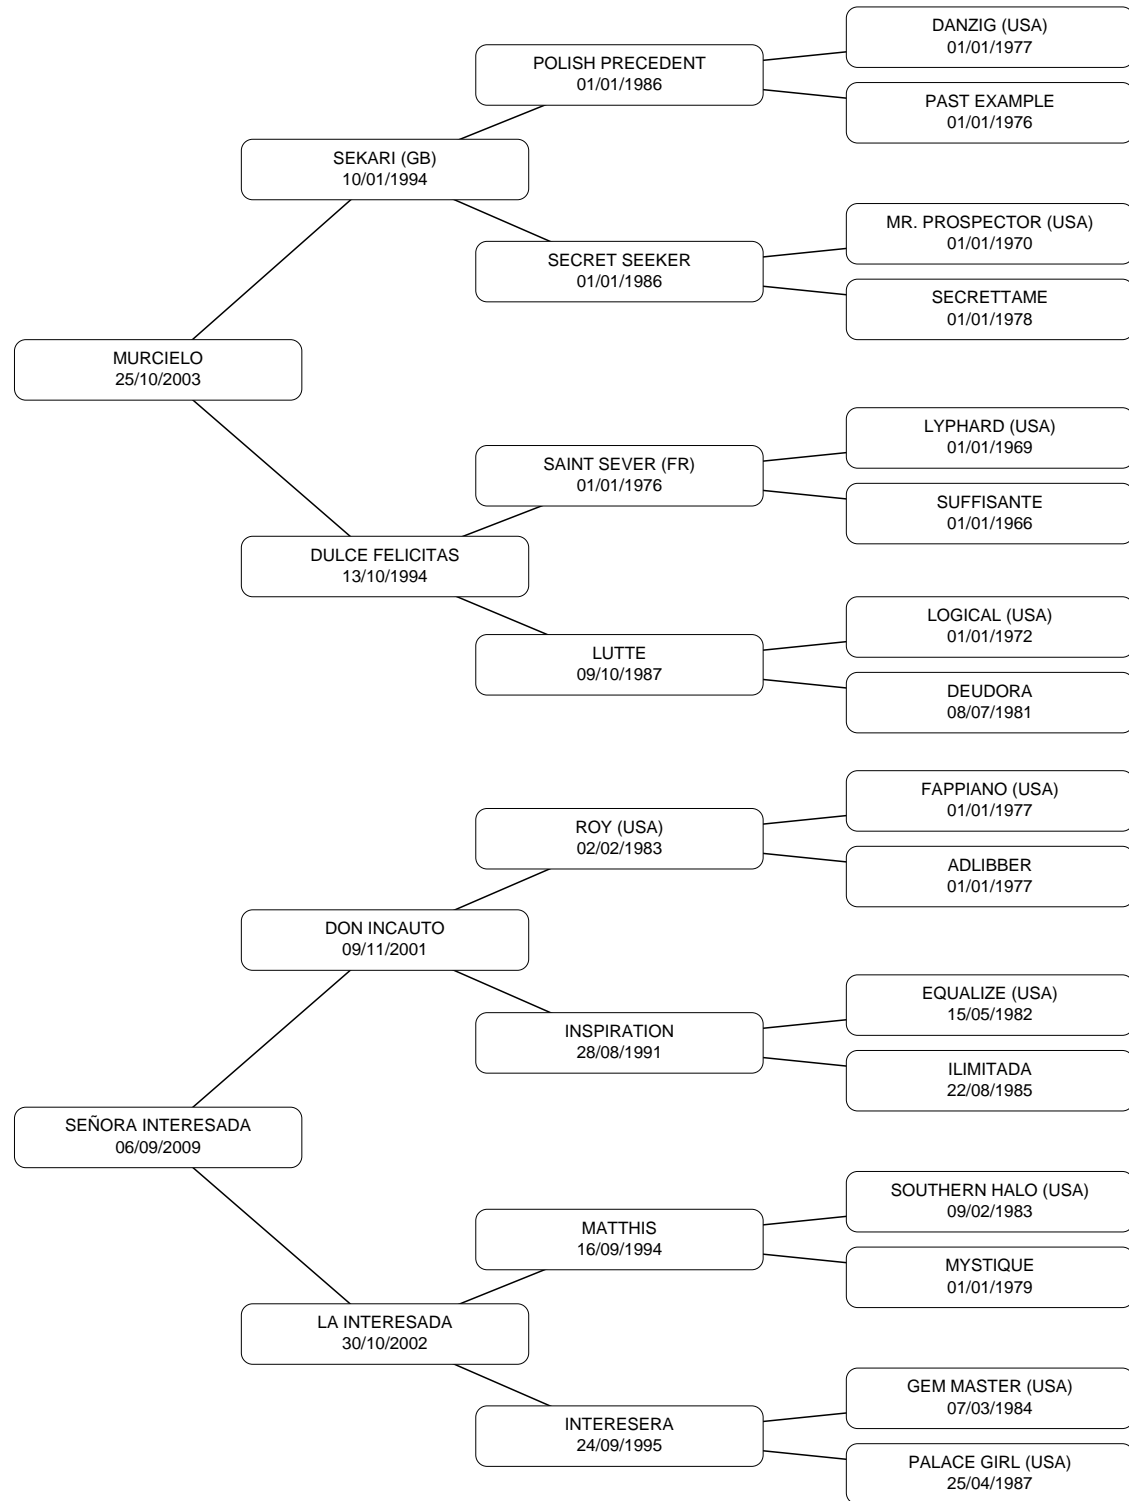 DANZIG (USA)
01/01/1977
POLISH PRECEDENT
01/01/1986
PAST EXAMPLE
01/01/1976
SEKARI (GB)
10/01/1994
MR. PROSPECTOR (USA)
01/01/1970
SECRET SEEKER
01/01/1986
SECRETTAME
01/01/1978
MURCIELO
25/10/2003
LYPHARD (USA)
01/01/1969
SAINT SEVER (FR)
01/01/1976
SUFFISANTE
01/01/1966
DULCE FELICITAS
13/10/1994
LOGICAL (USA)
01/01/1972
LUTTE
09/10/1987
DEUDORA
08/07/1981
FAPPIANO (USA)
01/01/1977
ROY (USA)
02/02/1983
ADLIBBER
01/01/1977
DON INCAUTO
09/11/2001
EQUALIZE (USA)
15/05/1982
INSPIRATION
28/08/1991
ILIMITADA
22/08/1985
SEÑORA INTERESADA
06/09/2009
SOUTHERN HALO (USA)
09/02/1983
MATTHIS
16/09/1994
MYSTIQUE
01/01/1979
LA INTERESADA
30/10/2002
GEM MASTER (USA)
07/03/1984
INTERESERA
24/09/1995
PALACE GIRL (USA)
25/04/1987